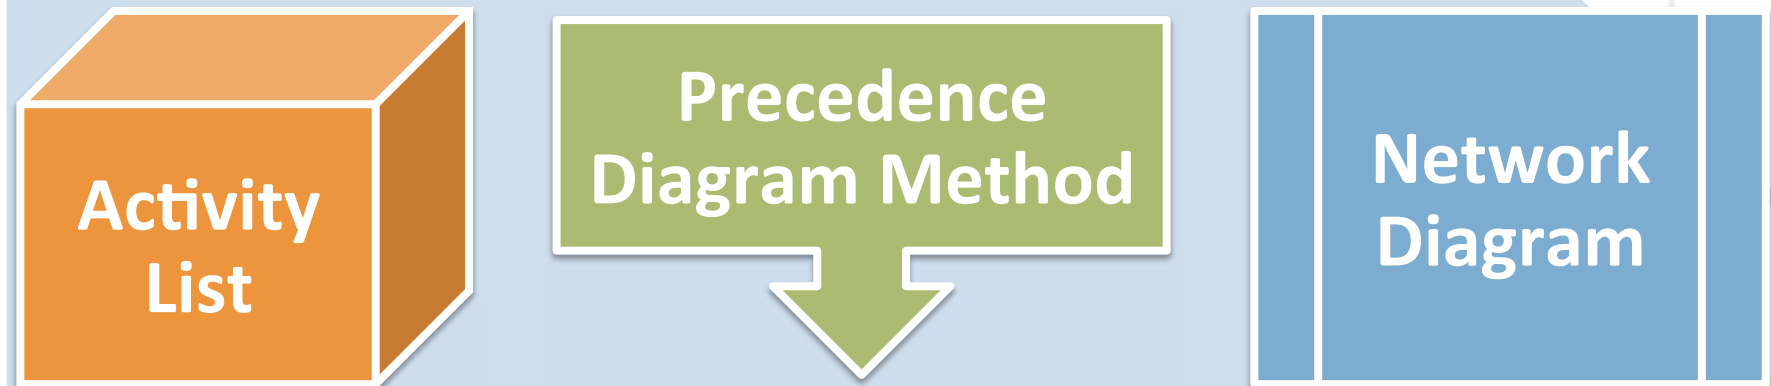 Activity
List
Precedence
Diagram Method
Network
Diagram